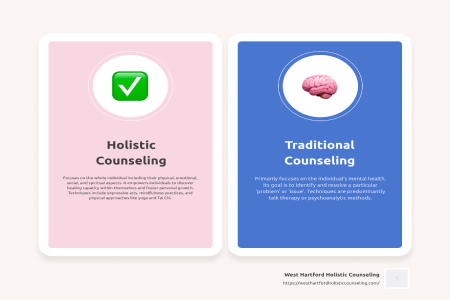 Holistic
Counseling
Focuses on the whole individual including their physical, emotional,
social, and spiritual aspects. It empowers individuals to discover
healing capacity within themselves and foster personal growth.
Techniques include expressive arts, mindfulness practices, and
physical approaches like yoga and Tai Chi.
Traditional
Counseling
Primarily focuses on the individual's mental health.
Its goal is to identify and resolve a particular
'problem' or 'issue'. Techniques are predominantly
talk therapy or psychoanalytic methods.
West Hartford Holistic Counseling
https://westhartfordholisticcounseling.com/